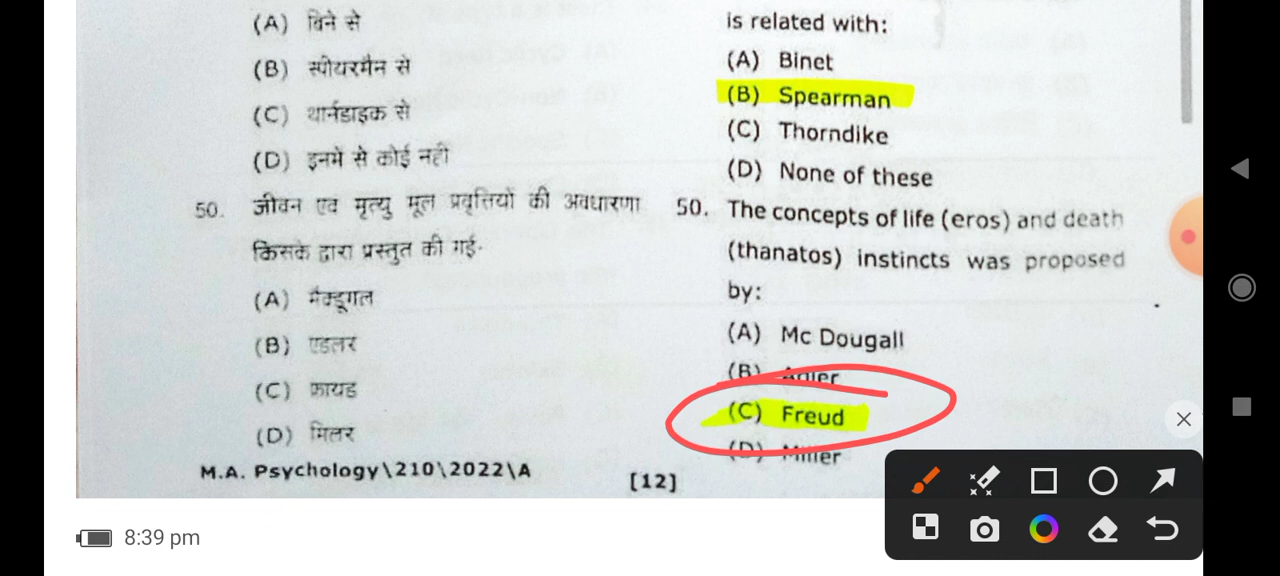 (A) बिने से
(B) स्पीयरमैन से
(C) थार्नडाइक से
(D) इनमें से कोई नहीं
50. जीवन एवं मृत्यु मूल प्रवृत्तियों की अवधारणा
किसके द्वारा प्रस्तुत की गई-
(A) मैक्डूगल
(B) एडलर
(C) फ्रायड
(D) मिलर
M.A. Psychology\210\2022\A
[12]
is related with:
(A) Binet
(B) Spearman
(C) Thorndike
(D) None of these
50. The concepts of life (eros) and death
(thanatos) instincts was proposed
by:
(A) Mc Dougall
(B) Adler
(C) Freud
(D) Miller
8:39 pm